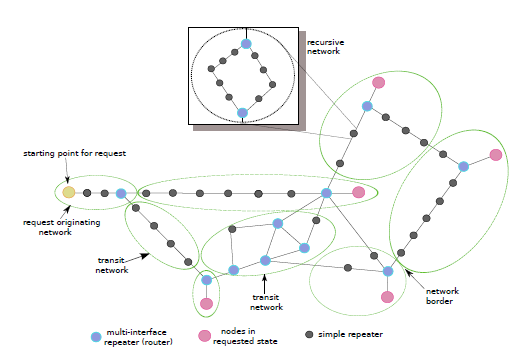 recursive
network
starting point for request
request originating
network
transit
network
transit
network
network
border
multi-interface
repeater (router)
nodes in
requested state
simple repeater